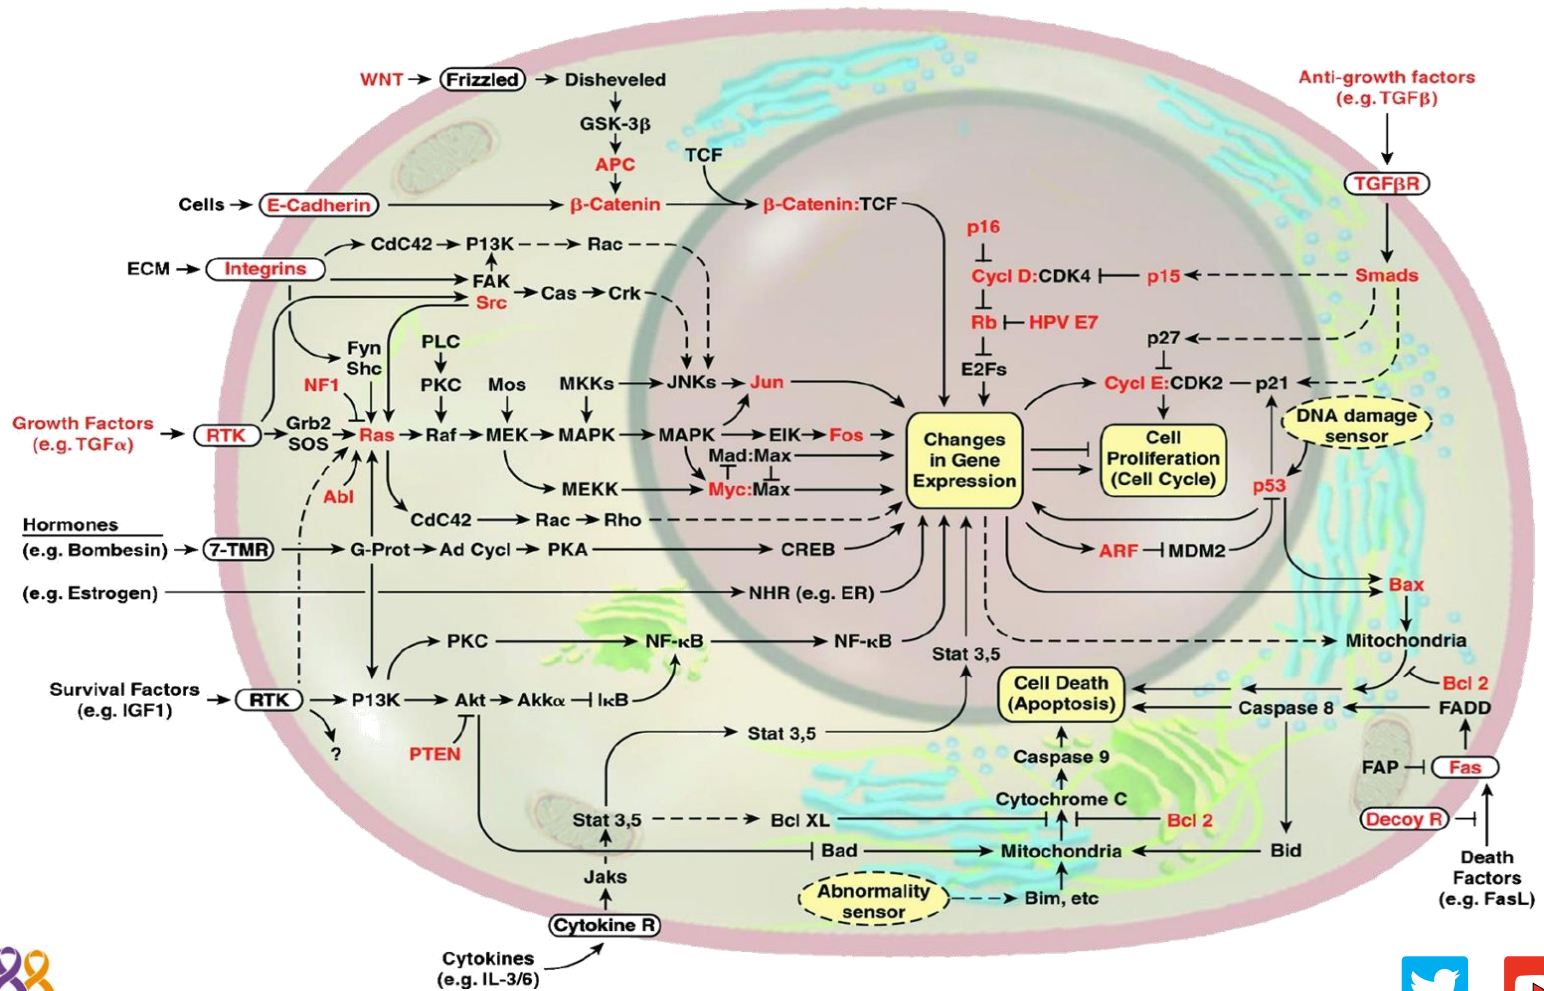 WNT
Frizzled
Disheveled
GSK-3β
APC
TCF
Cells
E-Cadherin
β-Catenin
β-Catenin:TCF
Anti-growth factors
(e.g. TGFβ)
TGFβR
Smads
p16
Cycl D:CDK4
p15
Rb
HPV E7
E2Fs
p27
Cycl E:CDK2
p21
CdC42
P13K
Rac
ECM
Integrins
FAK
Src
Cas
Crk
Fyn
Shc
PLC
NF1
PKC
Mos
MKKs
JNKs
Jun
Growth Factors
(e.g. TGFα)
RTK
Grb2
SOS
Ras
Raf
MEK
MAPK
MAPK
ElK
Fos
Mad:Max
Abl
MEKK
Myc:Max
CdC42
Rac
Rho
Changes
in Gene
Expression
Cell
Proliferation
(Cell Cycle)
DNA damage
sensor
p53
Hormones
(e.g. Bombesin)
7-TMR
G-Prot
Ad Cycl
PKA
CREB
ARF
MDM2
(e.g. Estrogen)
NHR (e.g. ER)
Bax
PKC
NF-κB
NF-κB
Stat 3,5
Mitochondria
Survival Factors
(e.g. IGF1)
RTK
P13K
Akt
Akkα
IκB
?
PTEN
Stat 3,5
Cell Death
(Apoptosis)
Bcl 2
Caspase 8
FADD
Caspase 9
FAP
Fas
Cytochrome C
Stat 3,5
Bcl XL
Bcl 2
Decoy R
Bad
Mitochondria
Bid
Death
Factors
(e.g. FasL)
Jaks
Abnormality
sensor
Bim, etc
Cytokine R
Cytokines
(e.g. IL-3/6)